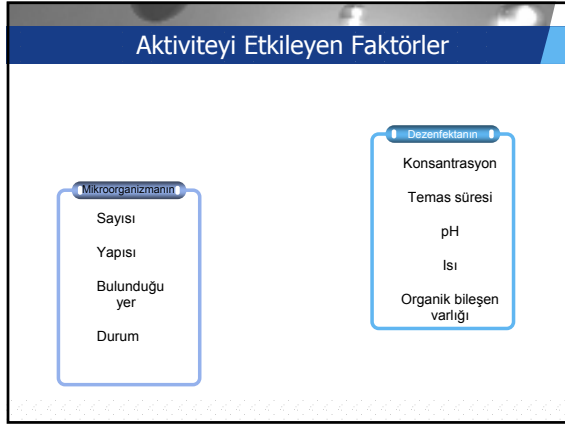 Aktiviteyi Etkileyen Faktörler
Mikroorganizmanın
Sayısı
Yapısı
Bulunduğu
yer
Durum
Dezenfektanın
Konsantrasyon
Temas süresi
pH
Isı
Organik bileşen
varlığı